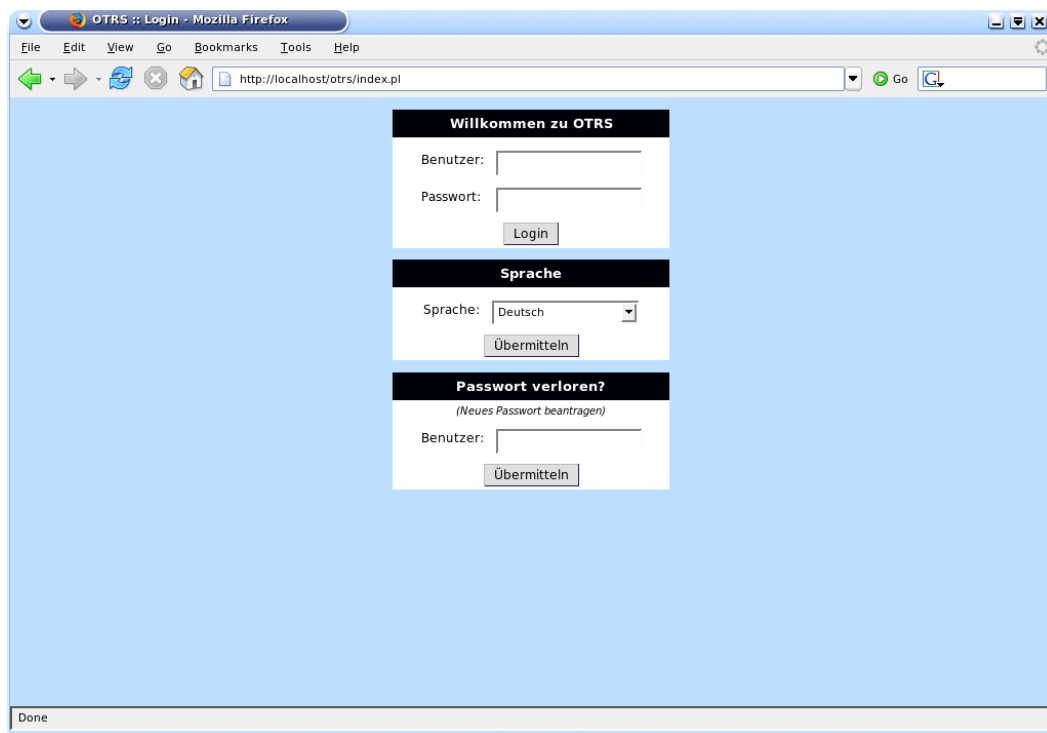 OTRS :: Login - Mozilla Firefox
File Edit View Go Bookmarks Tools Help
http://localhost/otrs/index.pl Go G
Willkommen zu OTRS
Benutzer:
Passwort:
Login
Sprache
Sprache: Deutsch
Übermitteln
Passwort verloren?
(Neues Passwort beantragen)
Benutzer:
Übermitteln
Done